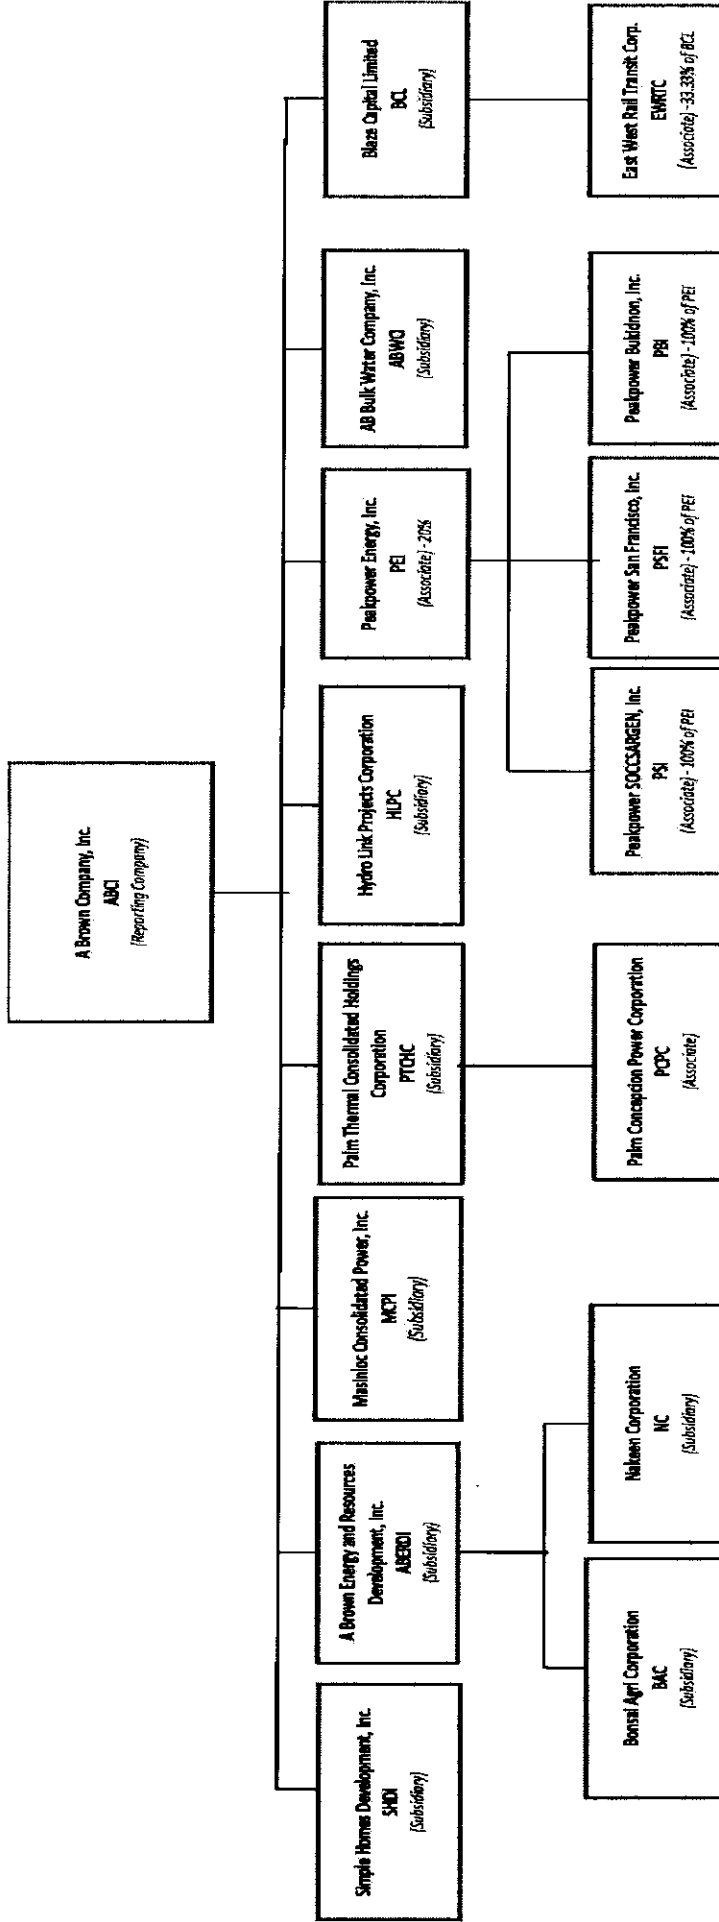 A Brown Company, Inc.
ABCI
(Reporting Company)
Simple Homes Development, Inc.
SHDI
(Subsidiary)
A Brown Energy and Resources
Development, Inc.
ABERDI
(Subsidiary)
Masinloc Consolidated Power, Inc.
MCPI
(Subsidiary)
Palm Thermal Consolidated Holdings
Corporation
PTCHC
(Subsidiary)
Hydro Link Projects Corporation
HLPC
(Subsidiary)
Peakpower Energy, Inc.
PEI
(Associate) - 20%
AB Bulk Water Company, Inc.
ABWCI
(Subsidiary)
Blaze Capital Limited
BCL
(Subsidiary)
Bonsai Agri Corporation
BAC
(Subsidiary)
Nakeen Corporation
NC
(Subsidiary)
Palm Concepcion Power Corporation
PCPC
(Associate)
Peakpower SOCCSARGEN, Inc.
PSI
(Associate) - 100% of PEI
Peakpower San Francisco, Inc.
PSFI
(Associate) - 100% of PEI
Peakpower Bukidnon, Inc.
PBI
(Associate) - 100% of PEI
East West Rail Transit Corp.
EWRTC
(Associate) - 33.33% of BCL